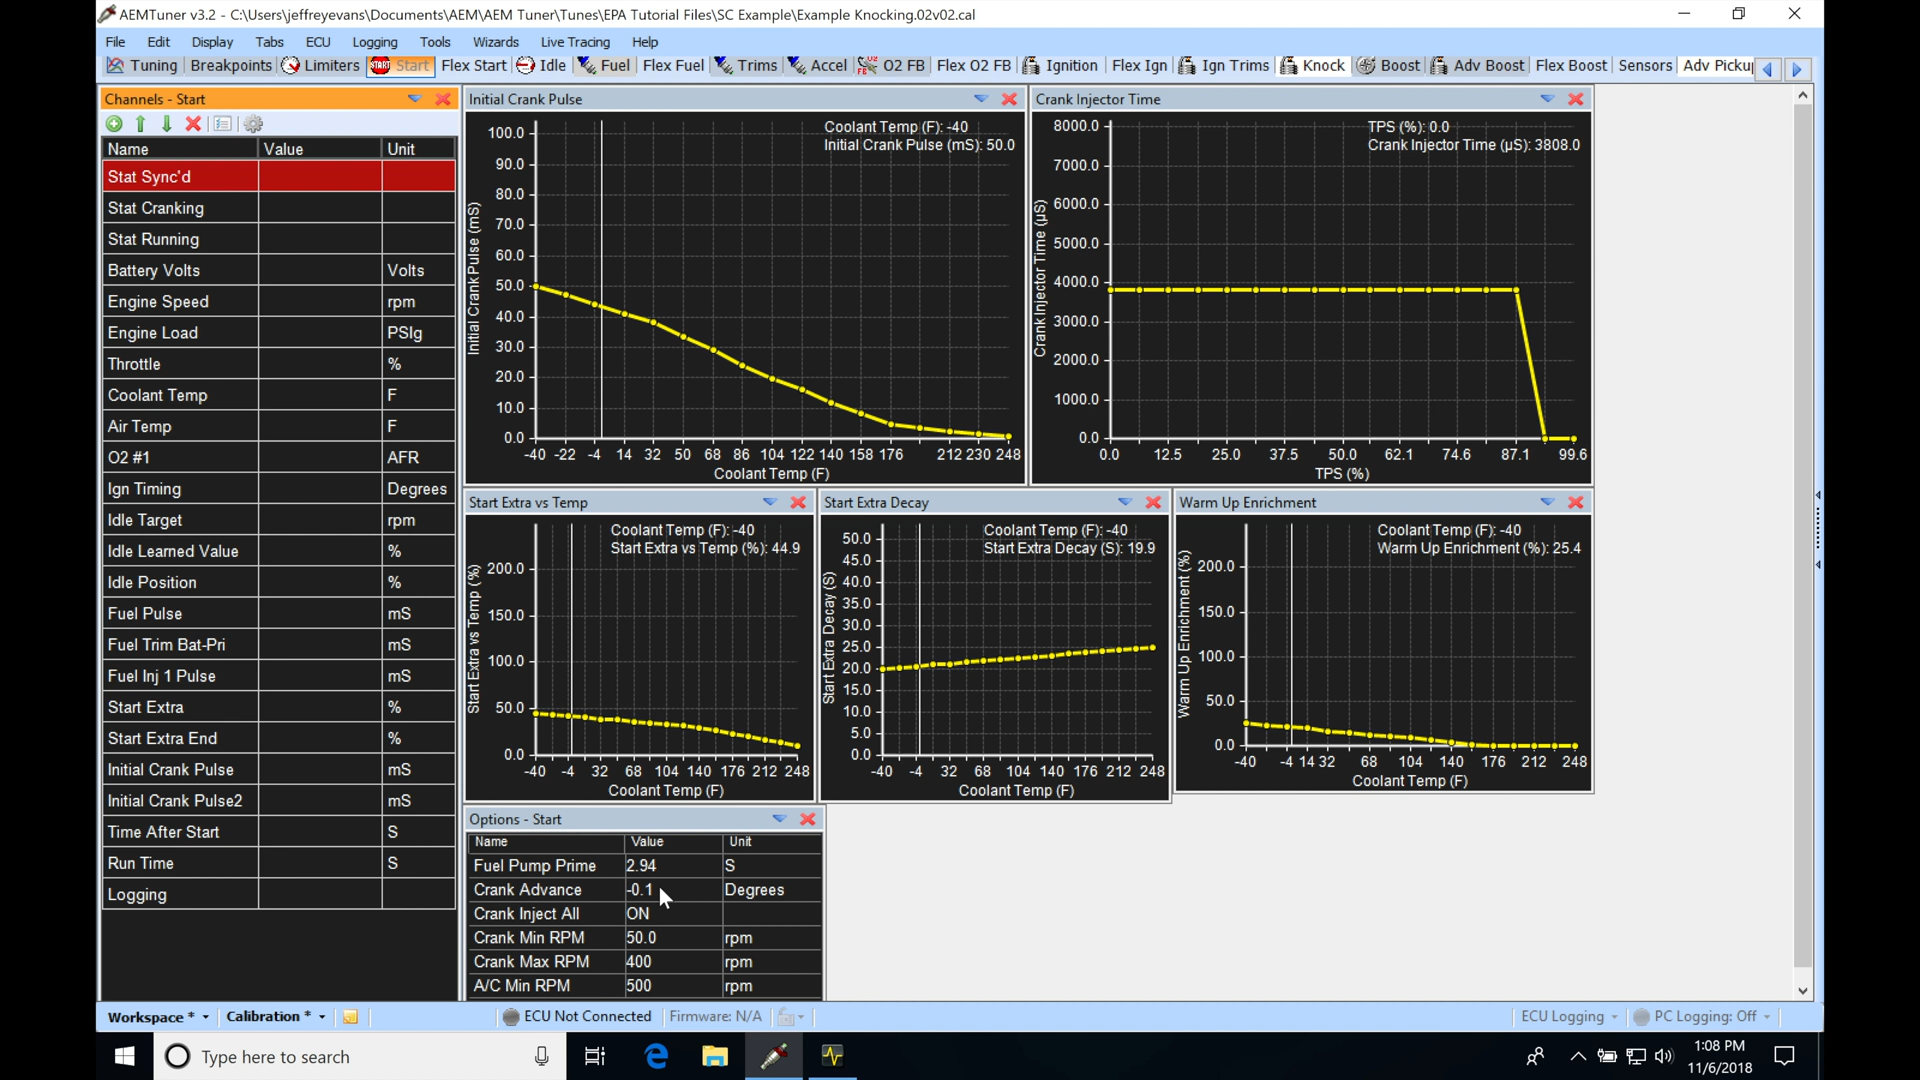 AEMTuner v3.2 - C:\Users\jeffreyevans\Documents\AEM\AEM Tuner\Tunes\EPA Tutorial Files\SC Example\Example Knocking.02v02.cal
File Edit Display Tabs ECU Logging Tools Wizards Live Tracing Help
Tuning Breakpoints Limiters START Start Flex Start Idle Fuel Flex Fuel Trims Accel O2 FB Flex O2 FB Ignition Flex Ign Ign Trims Knock Boost Adv Boost Flex Boost Sensors Adv Picku
Channels - Start
Name Value Unit
Stat Sync'd
Stat Cranking
Stat Running
Battery Volts Volts
Engine Speed rpm
Engine Load PSIg
Throttle %
Coolant Temp F
Air Temp F
O2 #1 AFR
Ign Timing Degrees
Idle Target rpm
Idle Learned Value %
Idle Position %
Fuel Pulse mS
Fuel Trim Bat-Pri mS
Fuel Inj 1 Pulse mS
Start Extra %
Start Extra End %
Initial Crank Pulse mS
Initial Crank Pulse2 mS
Time After Start S
Run Time S
Logging
Initial Crank Pulse
Coolant Temp (F): -40
Initial Crank Pulse (mS): 50.0
Initial Crank Pulse (mS)
100.0
90.0
80.0
70.0
60.0
50.0
40.0
30.0
20.0
10.0
0.0
-40 -22 -4 14 32 50 68 86 104 122 140 158 176 212 230 248
Coolant Temp (F)
Crank Injector Time
TPS (%): 0.0
Crank Injector Time (µS): 3808.0
Crank Injector Time (µS)
8000.0
7000.0
6000.0
5000.0
4000.0
3000.0
2000.0
1000.0
0.0
0.0 12.5 25.0 37.5 50.0 62.1 74.6 87.1 99.6
TPS (%)
Start Extra vs Temp
Coolant Temp (F): -40
Start Extra vs Temp (%): 44.9
Start Extra vs Temp (%)
200.0
150.0
100.0
50.0
0.0
-40 -4 32 68 104 140 176 212 248
Coolant Temp (F)
Start Extra Decay
Coolant Temp (F): -40
Start Extra Decay (S): 19.9
Start Extra Decay (S)
50.0
45.0
40.0
35.0
30.0
25.0
20.0
15.0
10.0
5.0
0.0
-40 -4 32 68 104 140 176 212 248
Coolant Temp (F)
Warm Up Enrichment
Coolant Temp (F): -40
Warm Up Enrichment (%): 25.4
Warm Up Enrichment (%)
200.0
150.0
100.0
50.0
0.0
-40 -4 14 32 68 104 140 176 212 248
Coolant Temp (F)
Options - Start
Name Value Unit
Fuel Pump Prime 2.94 S
Crank Advance -0.1 Degrees
Crank Inject All ON
Crank Min RPM 50.0 rpm
Crank Max RPM 400 rpm
A/C Min RPM 500 rpm
Workspace * Calibration * ECU Not Connected Firmware: N/A ECU Logging PC Logging: Off
Type here to search
1:08 PM
11/6/2018